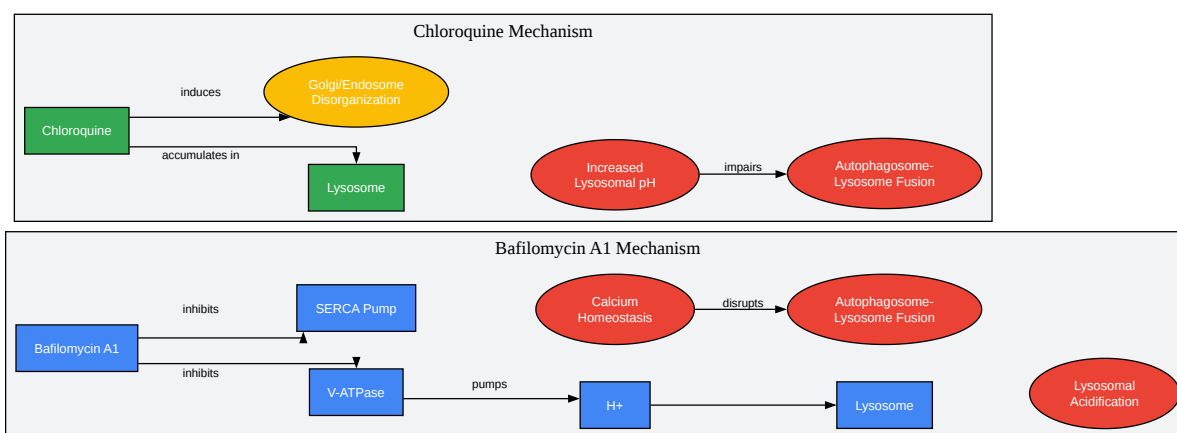 Chloroquine Mechanism
Golgi/Endosome
Disorganization
induces
Chloroquine
accumulates in
Lysosome
Increased
Lysosomal pH
impairs
Autophagosome-
Lysosome Fusion
Bafilomycin A1 Mechanism
SERCA Pump
inhibits
Bafilomycin A1
inhibits
V-ATPase
Calcium
Homeostasis
disrupts
Autophagosome-
Lysosome Fusion
pumps
H+
Lysosome
Lysosomal
Acidification